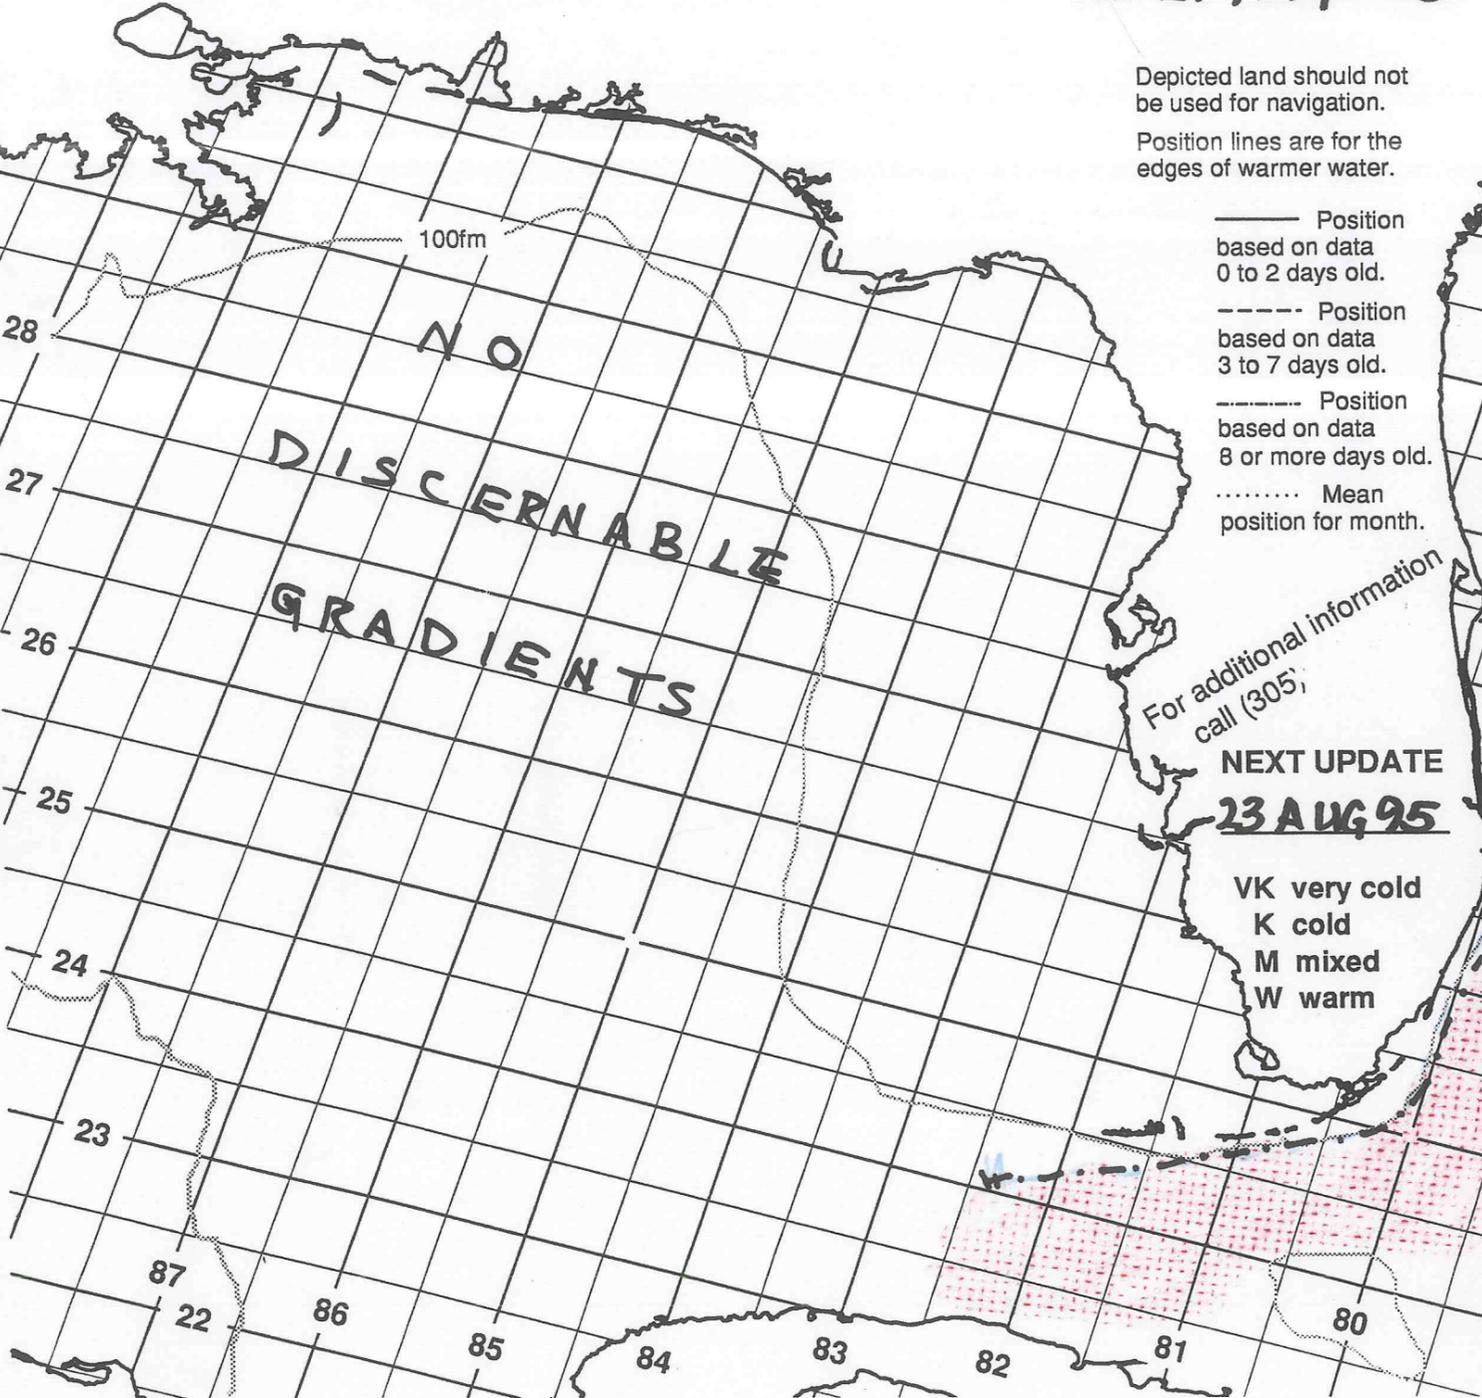 Depicted land should not
be used for navigation.
Position lines are for the
edges of warmer water.
Position
based on data
0 to 2 days old.
Position
based on data
3 to 7 days old.
Position
based on data
8 or more days old.
Mean
position for month.
For additional information
call (305)
NEXT UPDATE
23 AUG 95
VK very cold
K cold
M mixed
W warm
100fm
NO
DISCERNABLE
GRADIENTS
28
27
26
25
24
23
22
87
86
85
84
83
82
81
80